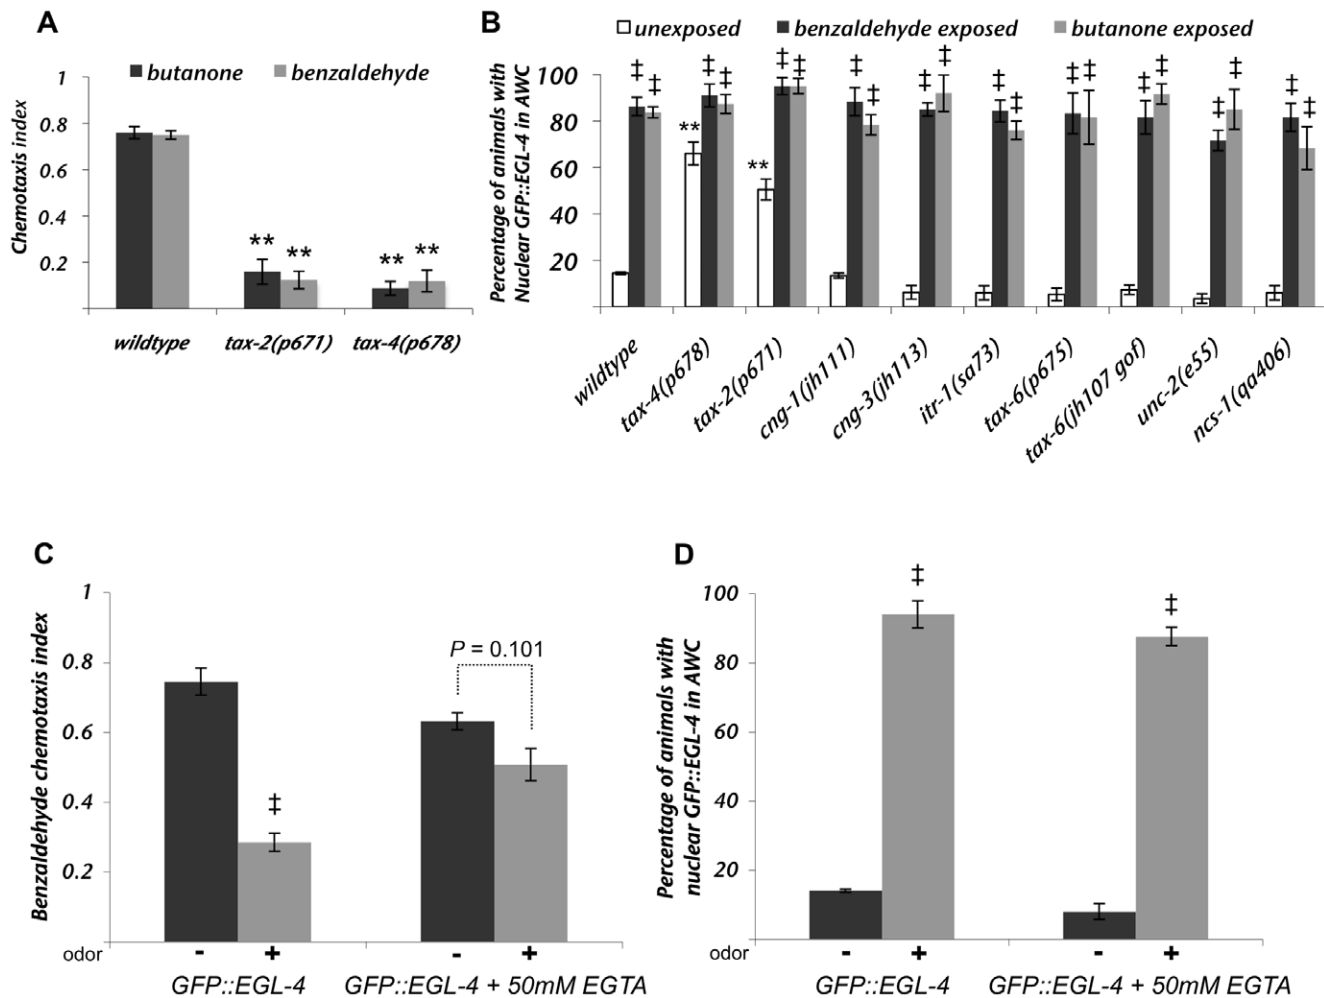 A
butanone benzaldehyde
Chemotaxis index
1
0.8
0.6
0.4
0.2
** ** ** **
wildtype tax-2(p671) tax-4(p678)
B
unexposed benzaldehyde exposed butanone exposed
Percentage of animals with
Nuclear GFP::EGL-4 in AWC
100
80
60
40
20
‡ ‡ ‡ ‡ ‡ ‡ ‡ ‡ ‡ ‡ ‡ ‡ ‡ ‡ ‡ ‡ ‡ ‡ ‡ ‡
** **
wildtype
tax-4(p678)
tax-2(p671)
cng-1(jh111)
cng-3(jh113)
itr-1(sa73)
tax-6(p675)
tax-6(jh107 gof)
unc-2(e55)
ncs-1(qa406)
C
Benzaldehyde chemotaxis index
1
0.8
0.6
0.4
0.2
‡
P = 0.101
odor - + - +
GFP::EGL-4 GFP::EGL-4 + 50mM EGTA
D
Percentage of animals with
nuclear GFP::EGL-4 in AWC
100
80
60
40
20
‡ ‡
odor - + - +
GFP::EGL-4 GFP::EGL-4 + 50mM EGTA